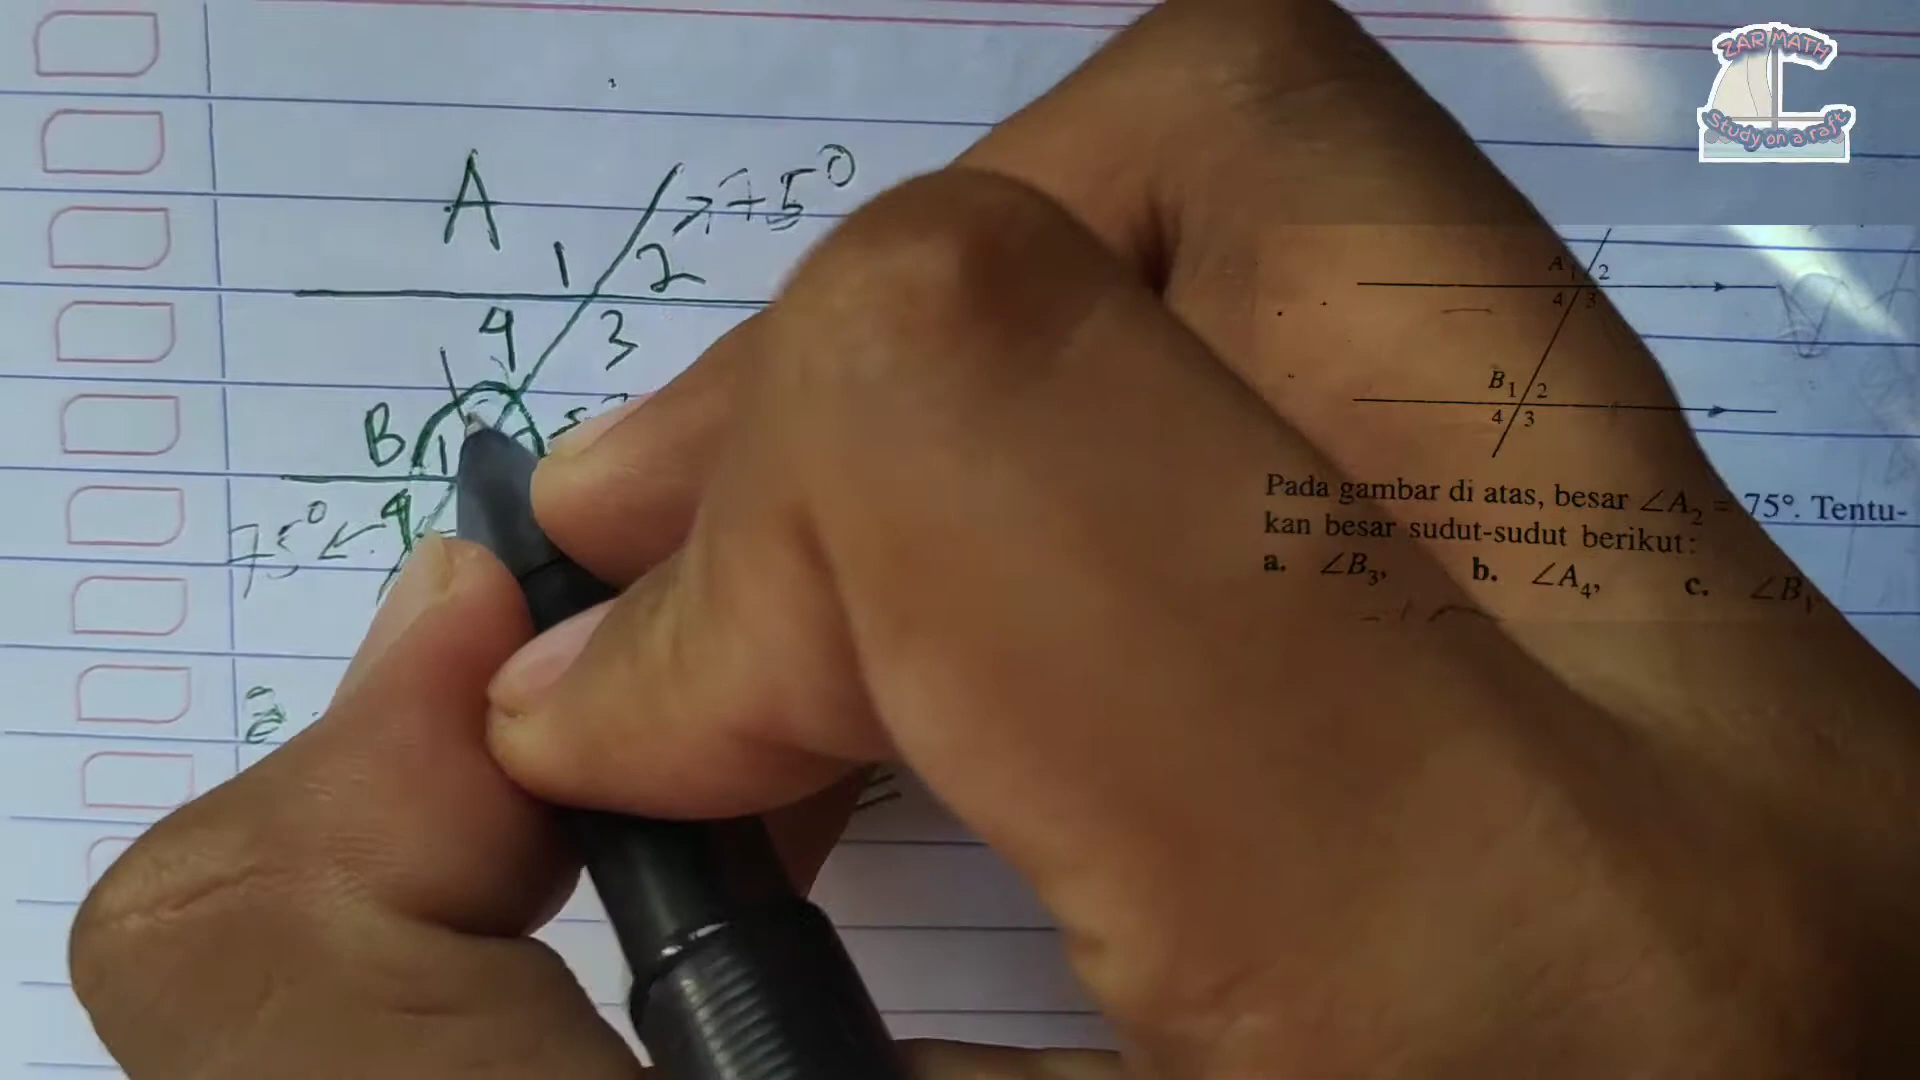 ZAR MATH
Study on a raft
A
75°
1 2
4 3
B
1
4
75°
A 1 2
4 3
B 1 2
4 3
Pada gambar di atas, besar ∠A₂ = 75°. Tentu-
kan besar sudut-sudut berikut:
a. ∠B₃, b. ∠A₄, c. ∠B₁